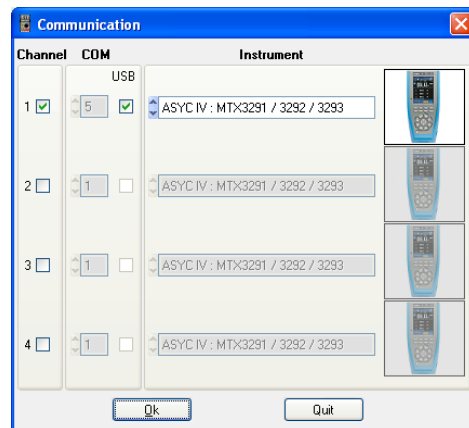 Communication
Channel COM Instrument
USB
1 5 ASYC IV : MTX3291 / 3292 / 3293
2 1 ASYC IV : MTX3291 / 3292 / 3293
3 1 ASYC IV : MTX3291 / 3292 / 3293
4 1 ASYC IV : MTX3291 / 3292 / 3293
Ok Quit